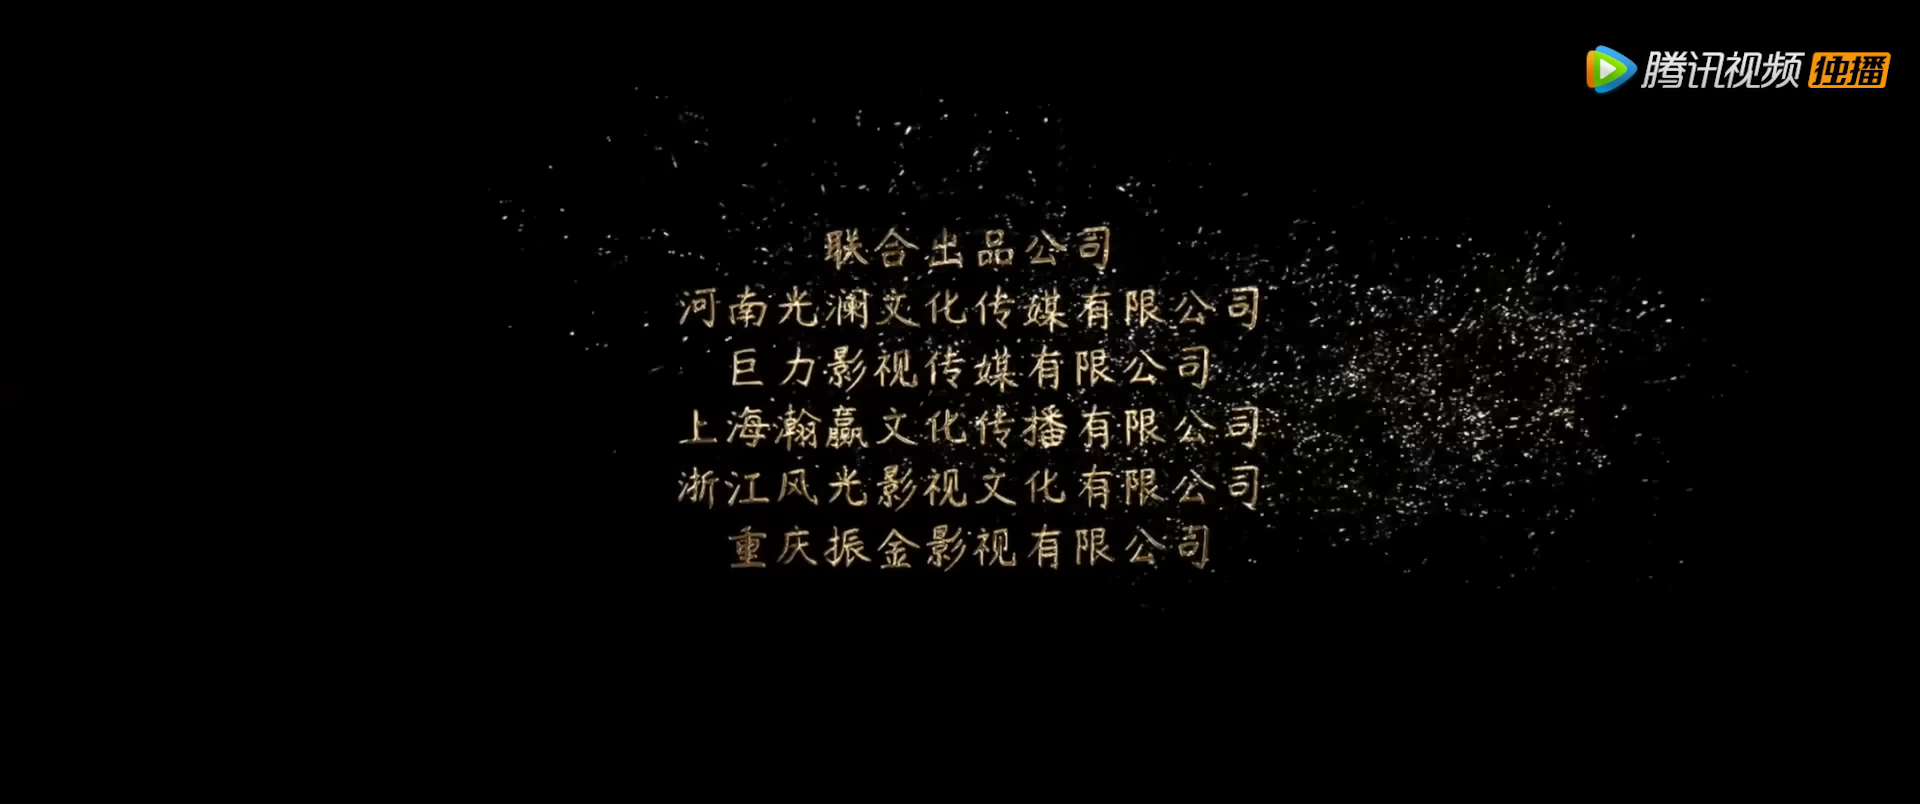 腾讯视频 独播
联合出品公司
河南光澜文化传媒有限公司
巨力影视传媒有限公司
上海瀚赢文化传播有限公司
浙江风光影视文化有限公司
重庆振金影视有限公司